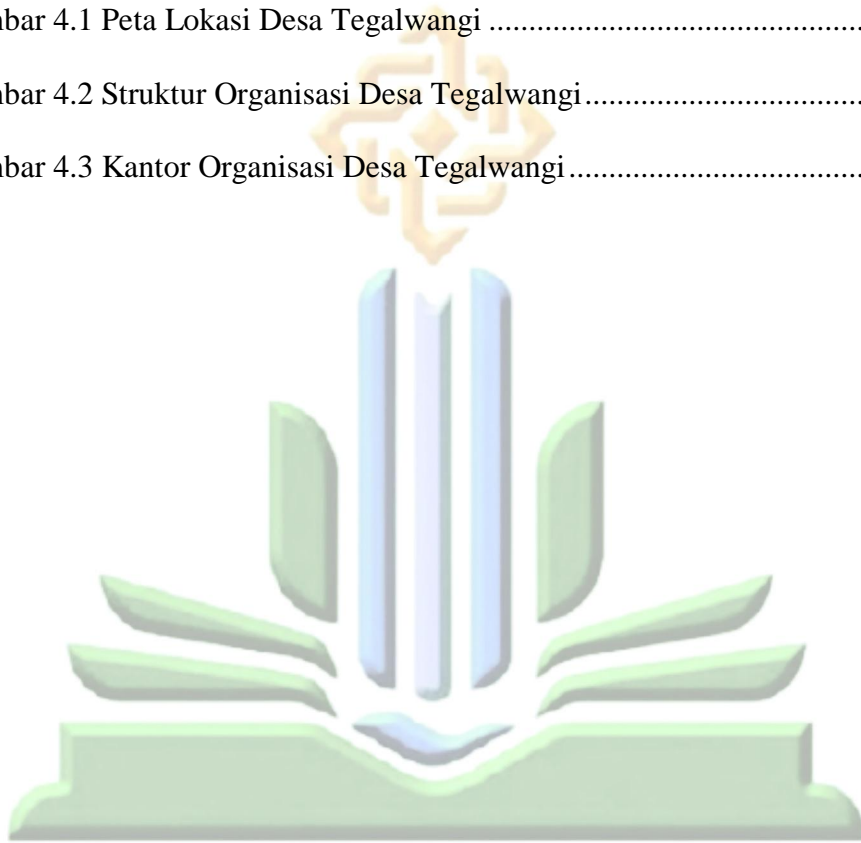 mbar 4.1 Peta Lokasi Desa Tegalwangi ...............................................
mbar 4.2 Struktur Organisasi Desa Tegalwangi...................................
mbar 4.3 Kantor Organisasi Desa Tegalwangi.....................................